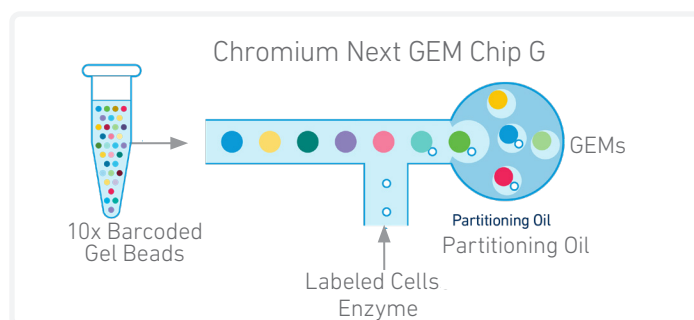 Chromium Next GEM Chip G
GEMs
10x Barcoded
Gel Beads
Partitioning Oil
Partitioning Oil
Labeled Cells
Enzyme